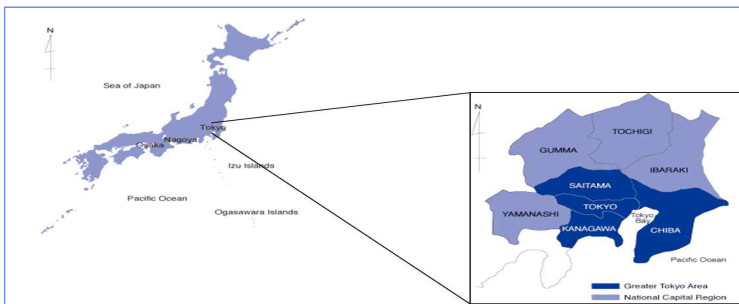 N
Sea of Japan
Tokyo
Nagoya
Osaka
Izu Islands
Pacific Ocean
Ogasawara Islands
N
TOCHIGI
GUMMA
IBARAKI
SAITAMA
TOKYO
YAMANASHI
Tokyo
Bay
KANAGAWA
CHIBA
Pacific Ocean
Greater Tokyo Area
National Capital Region